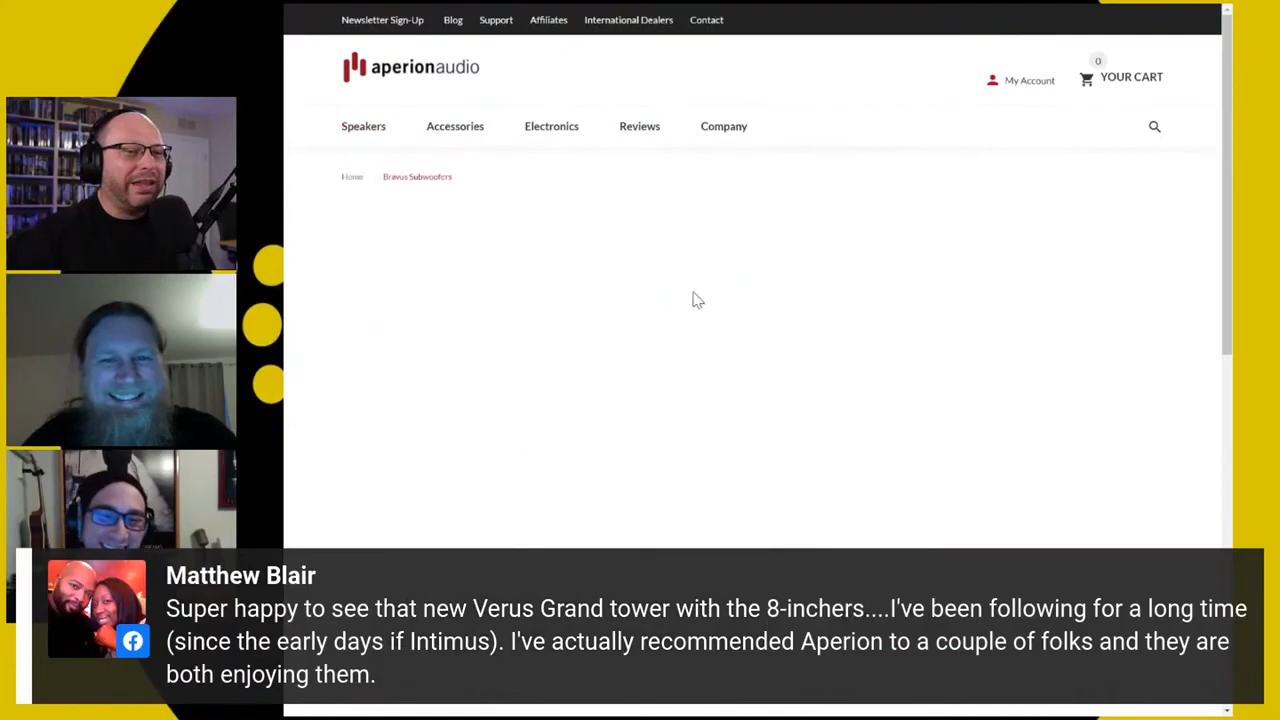 Newsletter Sign-Up Blog Support Affiliates International Dealers Contact
aperionaudio
0
My Account YOUR CART
Speakers Accessories Electronics Reviews Company
Home Bravus Subwoofers
Matthew Blair
Super happy to see that new Verus Grand tower with the 8-inchers....I've been following for a long time
(since the early days if Intimus). I've actually recommended Aperion to a couple of folks and they are
both enjoying them.